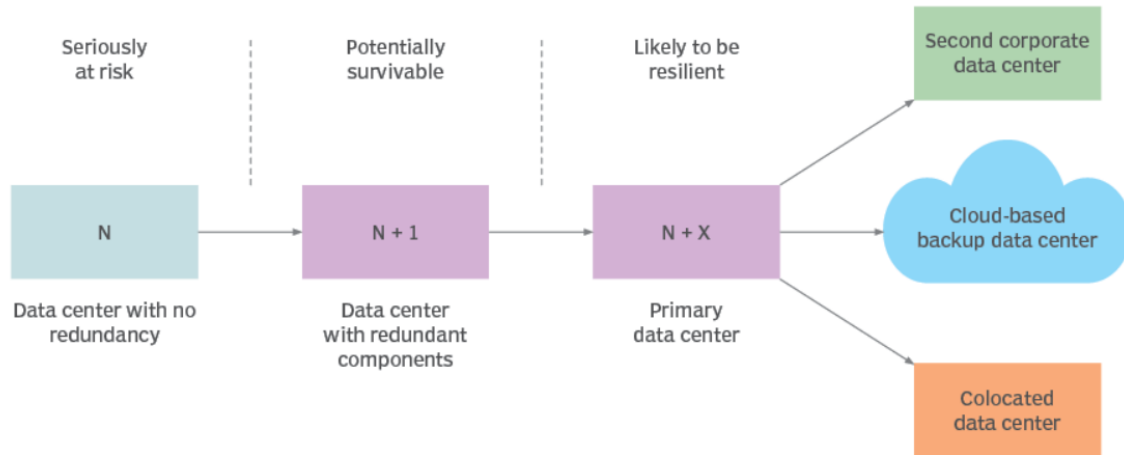 Seriously
at risk
Potentially
survivable
Likely to be
resilient
Second corporate
data center
N
N + 1
N + X
Cloud-based
backup data center
Data center with no
redundancy
Data center
with redundant
components
Primary
data center
Colocated
data center